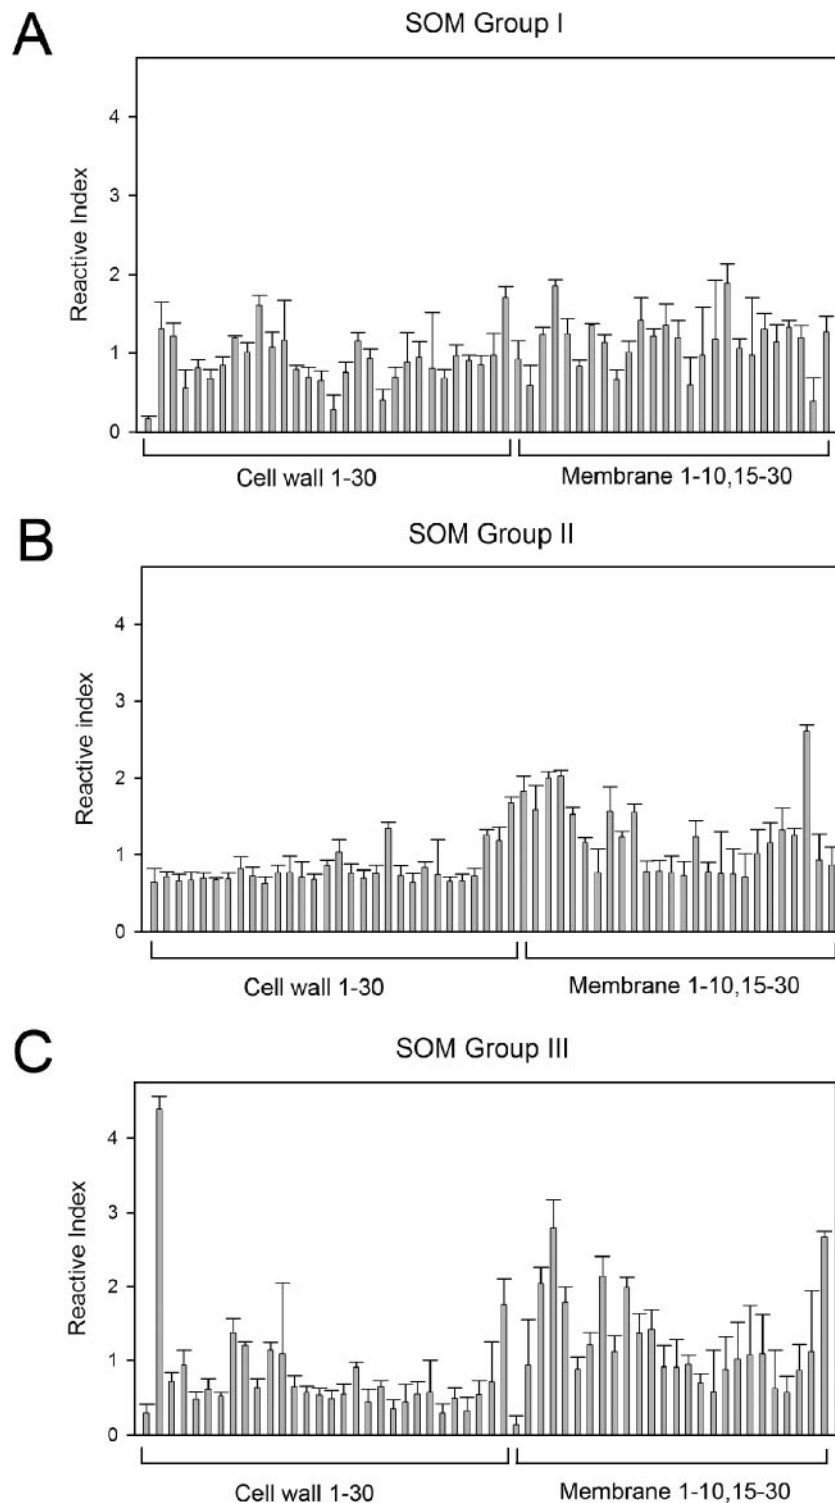 A
SOM Group I
Reactive Index
4
3
2
1
0
Cell wall 1-30
Membrane 1-10,15-30
B
SOM Group II
Reactive index
4
3
2
1
0
Cell wall 1-30
Membrane 1-10,15-30
C
SOM Group III
Reactive Index
4
3
2
1
0
Cell wall 1-30
Membrane 1-10,15-30